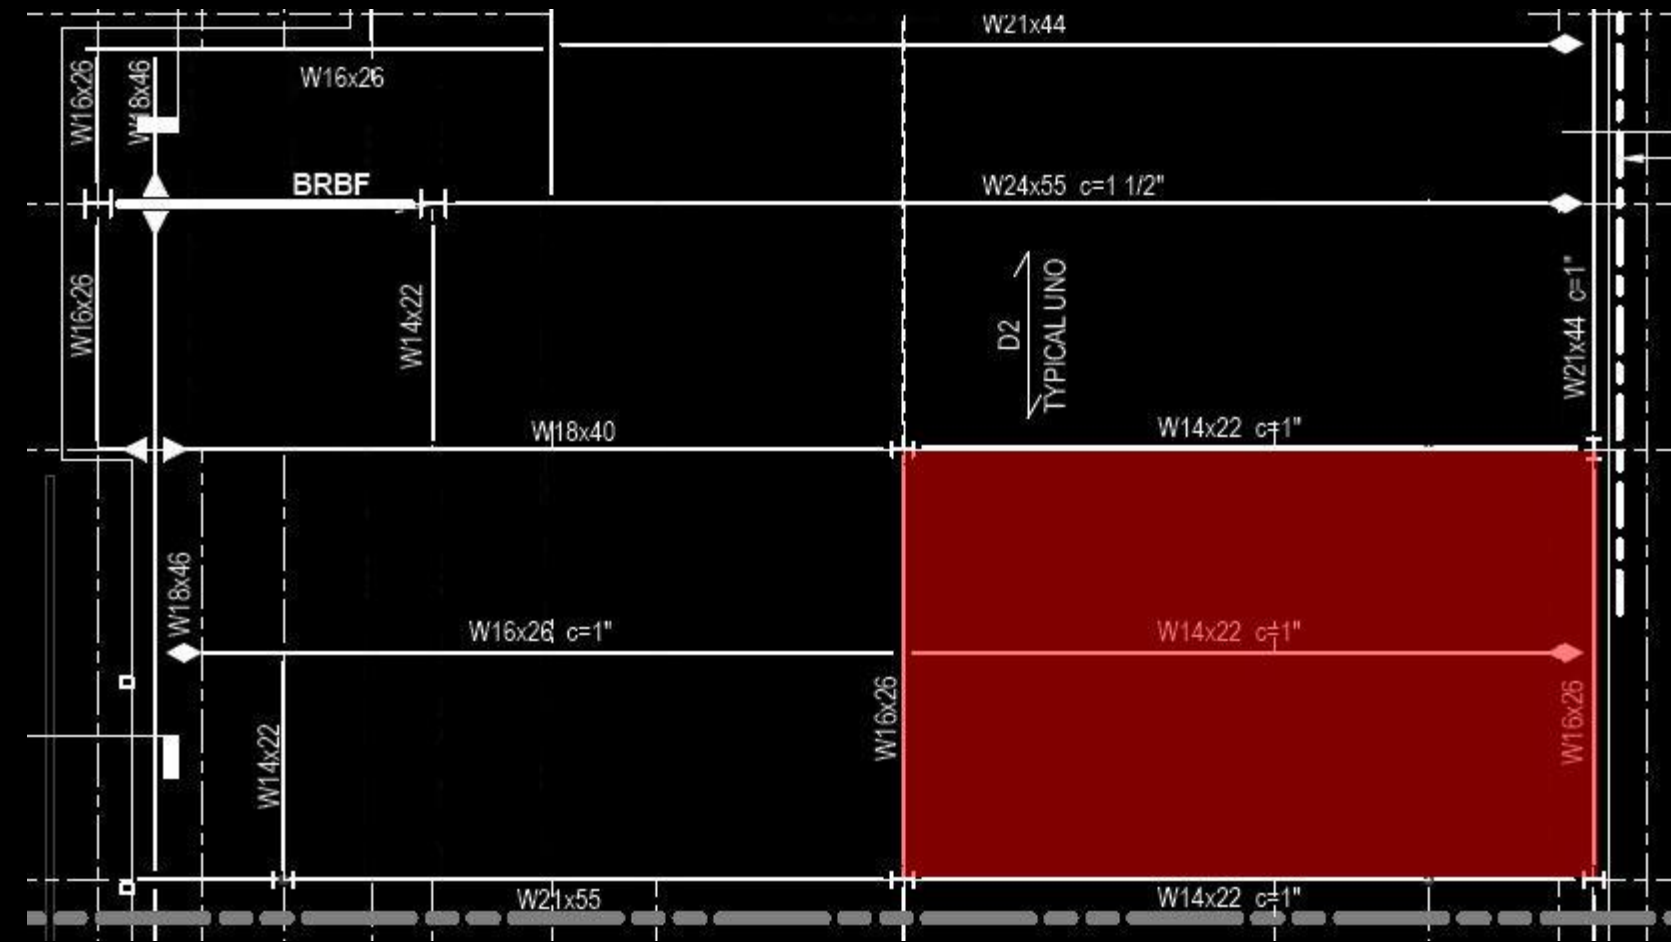 W21x44
W16x26
W16x26
W18x46
BRBF
W24x55 c=1 1/2"
W16x26
W14x22
D2
TYPICAL UNO
W21x44 c=1"
W18x40
W14x22 c=1"
W18x46
W16x26 c=1"
W14x22 c=1"
W14x22
W16x26
W16x26
W21x55
W14x22 c=1"